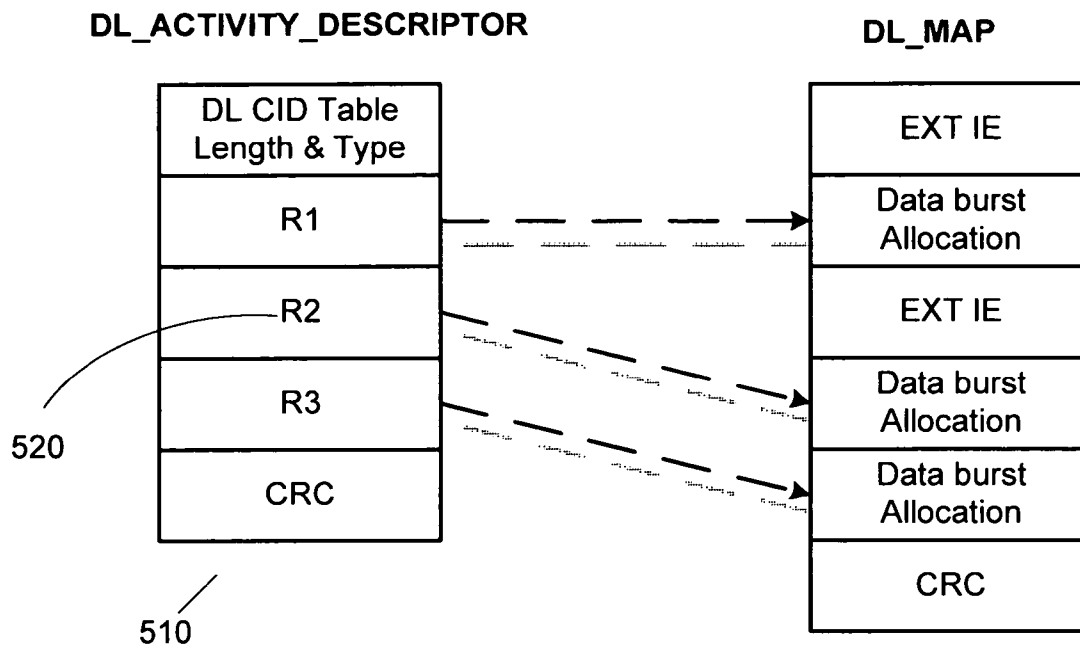 DL_ACTIVITY_DESCRIPTOR
DL CID Table
Length & Type
R1
R2
R3
CRC
520
510
DL_MAP
EXT IE
Data burst
Allocation
EXT IE
Data burst
Allocation
Data burst
Allocation
CRC